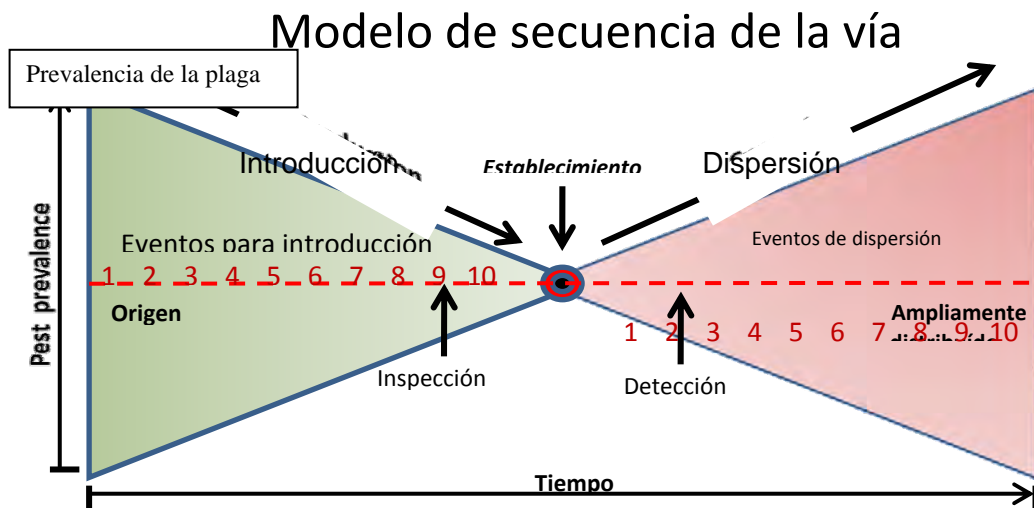 Modelo de secuencia de la vía
Prevalencia de la plaga
Introducción
Establecimiento
Dispersión
Eventos para introducción
Eventos de dispersión
1 2 3 4 5 6 7 8 9 10
Origen
Ampliamente
distribuído
1 2 3 4 5 6 7 8 9 10
Inspección
Detección
Pest prevalence
Tiempo